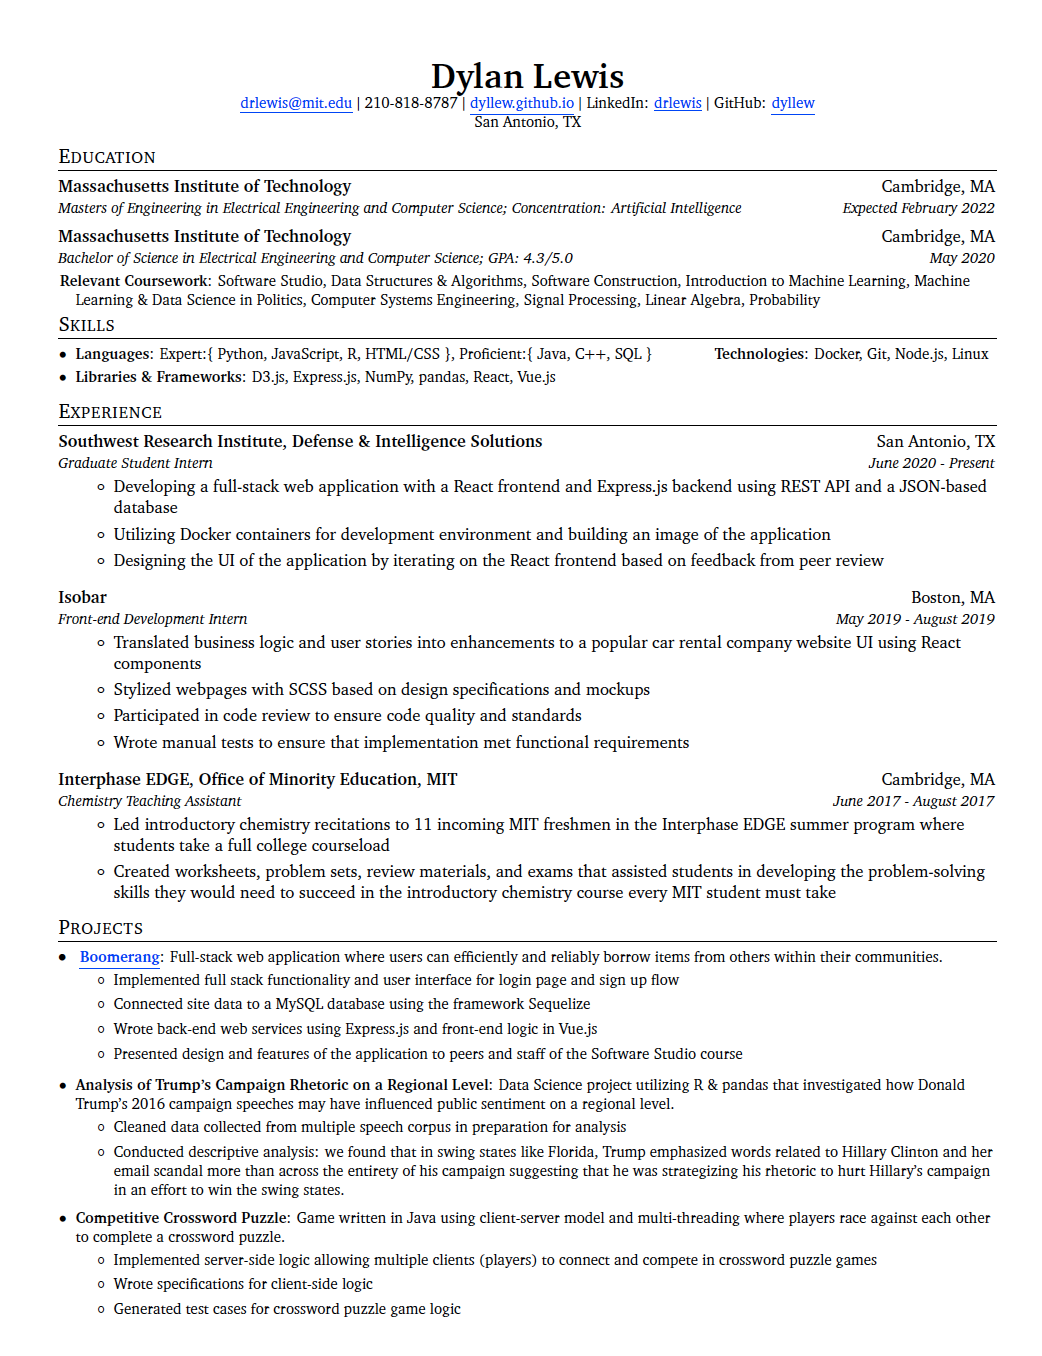 Dylan Lewis
drlewis@mit.edu | 210-818-8787 | dyllew.github.io | LinkedIn: drlewis | GitHub: dyllew
San Antonio, TX
EDUCATION
Massachusetts Institute of Technology Cambridge, MA
Masters of Engineering in Electrical Engineering and Computer Science; Concentration: Artificial Intelligence Expected February 2022
Massachusetts Institute of Technology Cambridge, MA
Bachelor of Science in Electrical Engineering and Computer Science; GPA: 4.3/5.0 May 2020
Relevant Coursework: Software Studio, Data Structures & Algorithms, Software Construction, Introduction to Machine Learning, Machine
Learning & Data Science in Politics, Computer Systems Engineering, Signal Processing, Linear Algebra, Probability
SKILLS
• Languages: Expert:{ Python, JavaScript, R, HTML/CSS }, Proficient:{ Java, C++, SQL } Technologies: Docker, Git, Node.js, Linux
• Libraries & Frameworks: D3.js, Express.js, NumPy, pandas, React, Vue.js
EXPERIENCE
Southwest Research Institute, Defense & Intelligence Solutions San Antonio, TX
Graduate Student Intern June 2020 - Present
◦ Developing a full-stack web application with a React frontend and Express.js backend using REST API and a JSON-based
database
◦ Utilizing Docker containers for development environment and building an image of the application
◦ Designing the UI of the application by iterating on the React frontend based on feedback from peer review
Isobar Boston, MA
Front-end Development Intern May 2019 - August 2019
◦ Translated business logic and user stories into enhancements to a popular car rental company website UI using React
components
◦ Stylized webpages with SCSS based on design specifications and mockups
◦ Participated in code review to ensure code quality and standards
◦ Wrote manual tests to ensure that implementation met functional requirements
Interphase EDGE, Office of Minority Education, MIT Cambridge, MA
Chemistry Teaching Assistant June 2017 - August 2017
◦ Led introductory chemistry recitations to 11 incoming MIT freshmen in the Interphase EDGE summer program where
students take a full college courseload
◦ Created worksheets, problem sets, review materials, and exams that assisted students in developing the problem-solving
skills they would need to succeed in the introductory chemistry course every MIT student must take
PROJECTS
• Boomerang: Full-stack web application where users can efficiently and reliably borrow items from others within their communities.
◦ Implemented full stack functionality and user interface for login page and sign up flow
◦ Connected site data to a MySQL database using the framework Sequelize
◦ Wrote back-end web services using Express.js and front-end logic in Vue.js
◦ Presented design and features of the application to peers and staff of the Software Studio course
• Analysis of Trump's Campaign Rhetoric on a Regional Level: Data Science project utilizing R & pandas that investigated how Donald
Trump's 2016 campaign speeches may have influenced public sentiment on a regional level.
◦ Cleaned data collected from multiple speech corpus in preparation for analysis
◦ Conducted descriptive analysis: we found that in swing states like Florida, Trump emphasized words related to Hillary Clinton and her
email scandal more than across the entirety of his campaign suggesting that he was strategizing his rhetoric to hurt Hillary's campaign
in an effort to win the swing states.
• Competitive Crossword Puzzle: Game written in Java using client-server model and multi-threading where players race against each other
to complete a crossword puzzle.
◦ Implemented server-side logic allowing multiple clients (players) to connect and compete in crossword puzzle games
◦ Wrote specifications for client-side logic
◦ Generated test cases for crossword puzzle game logic